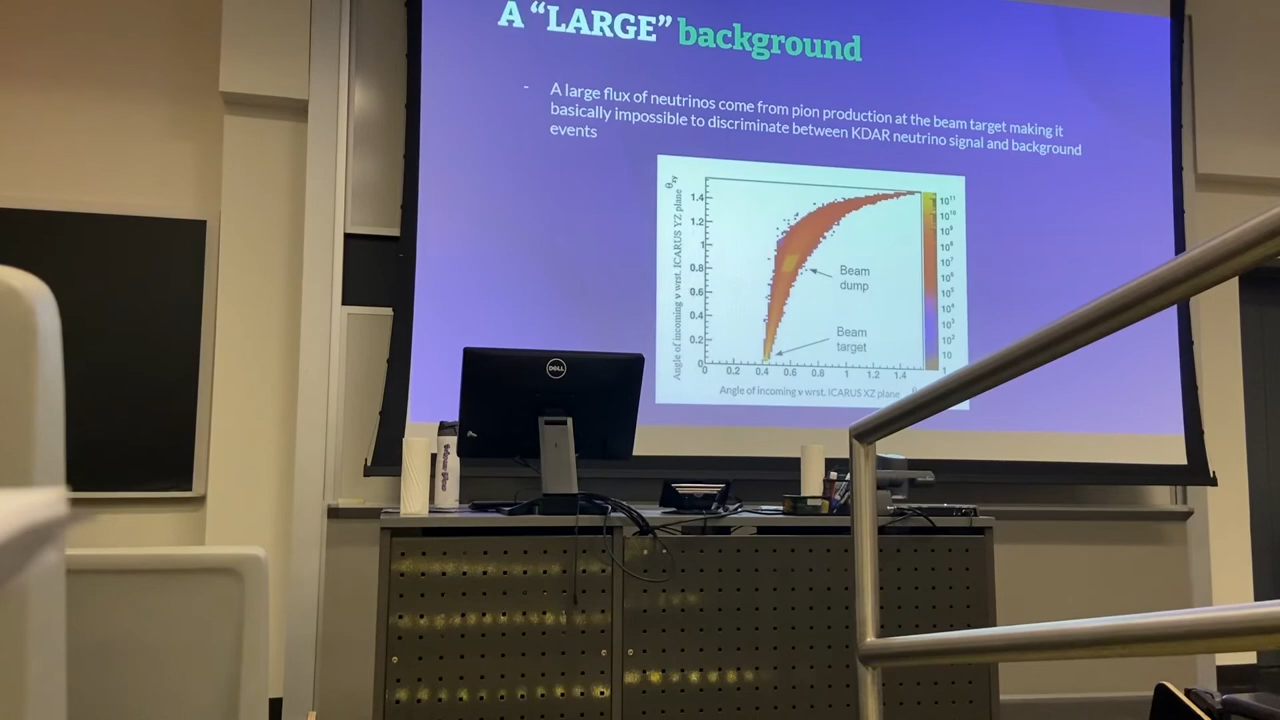 A “LARGE” background
- A large flux of neutrinos come from pion production at the beam target making it
basically impossible to discriminate between KDAR neutrino signal and background
events
θzy
Angle of incoming ν wrst. ICARUS YZ plane
1.4
1.2
1
0.8
0.6
0.4
0.2
0
0 0.2 0.4 0.6 0.8 1 1.2 1.4
Angle of incoming ν wrst. ICARUS XZ plane
Beam
dump
Beam
target
10¹¹
10¹⁰
10⁹
10⁸
10⁷
10⁶
10⁵
10⁴
10³
10²
10
1
DELL